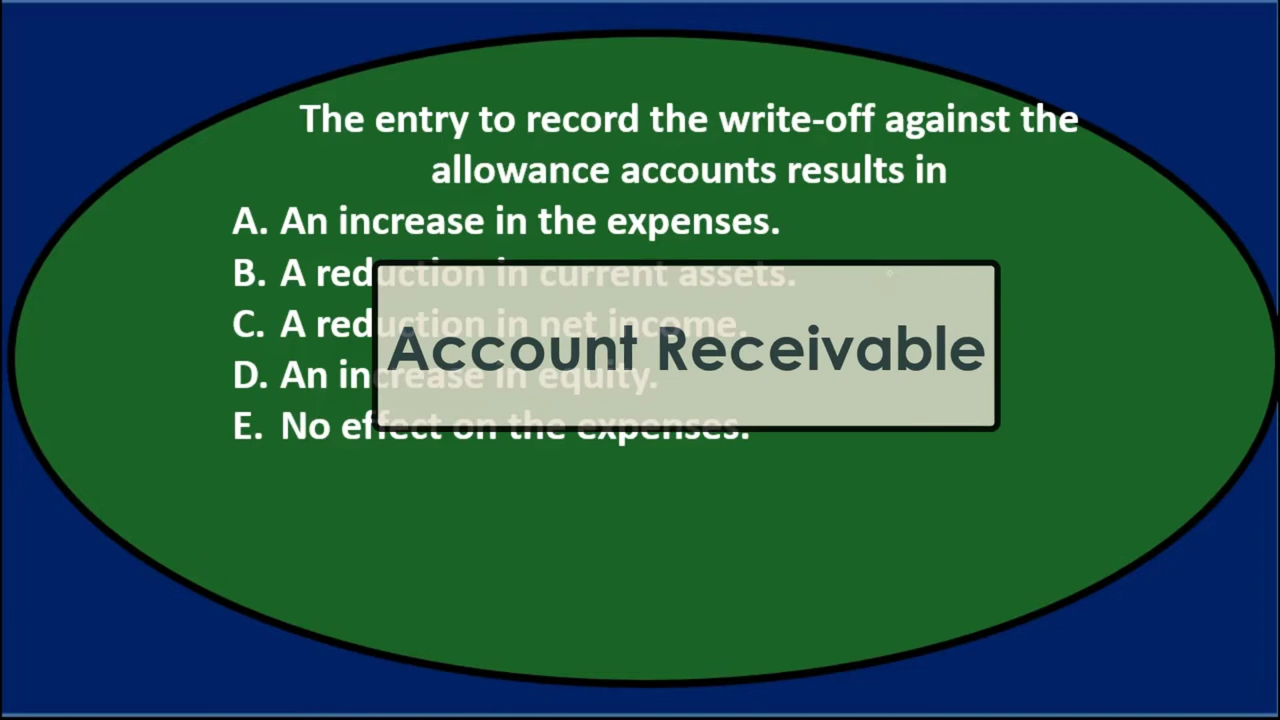 The entry to record the write-off against the
allowance accounts results in
A. An increase in the expenses.
B. A reduction in current assets.
C. A reduction in net income.
D. An increase in equity.
E. No effect on the expenses.
Account Receivable